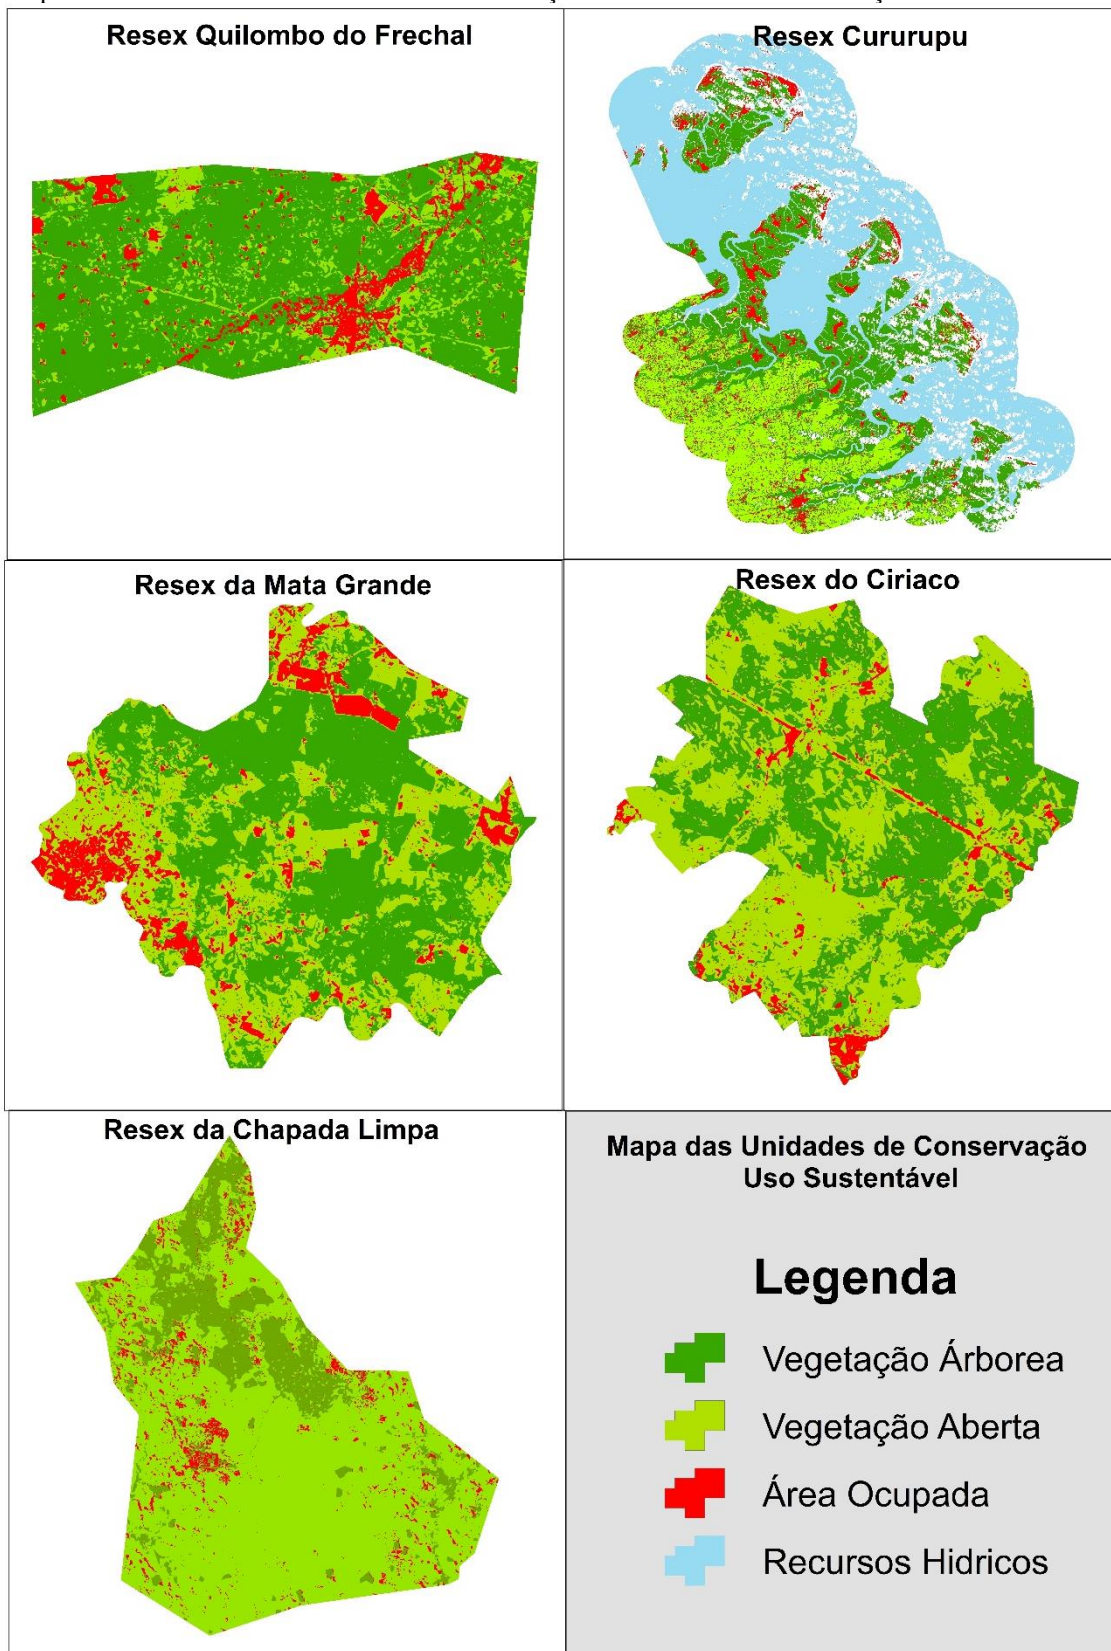 Resex Quilombo do Frechal
Resex Cururupu
Resex da Mata Grande
Resex do Ciriaco
Resex da Chapada Limpa
Mapa das Unidades de Conservação
Uso Sustentável
Legenda
Vegetação Árborea
Vegetação Aberta
Área Ocupada
Recursos Hidricos